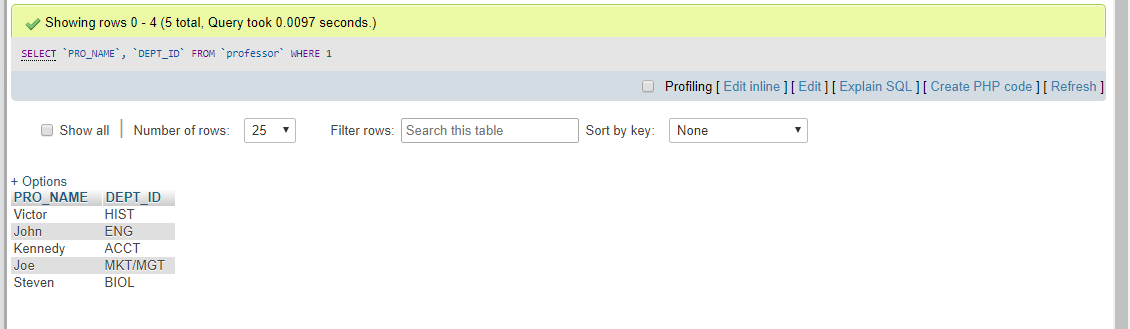 Showing rows 0 - 4 (5 total, Query took 0.0097 seconds.)
SELECT `PRO_NAME`, `DEPT_ID` FROM `professor` WHERE 1
Profiling [ Edit inline ] [ Edit ] [ Explain SQL ] [ Create PHP code ] [ Refresh ]
Show all | Number of rows: 25 Filter rows: Search this table Sort by key: None
+ Options
PRO_NAME DEPT_ID
Victor HIST
John ENG
Kennedy ACCT
Joe MKT/MGT
Steven BIOL